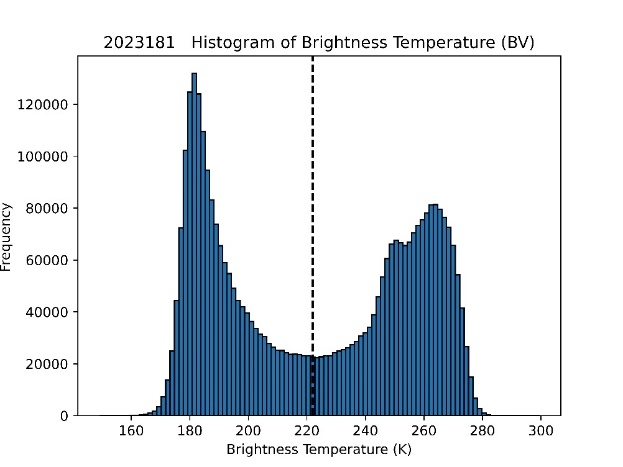 2023181 Histogram of Brightness Temperature (BV)
120000
100000
80000
60000
40000
20000
0
Frequency
160 180 200 220 240 260 280 300
Brightness Temperature (K)